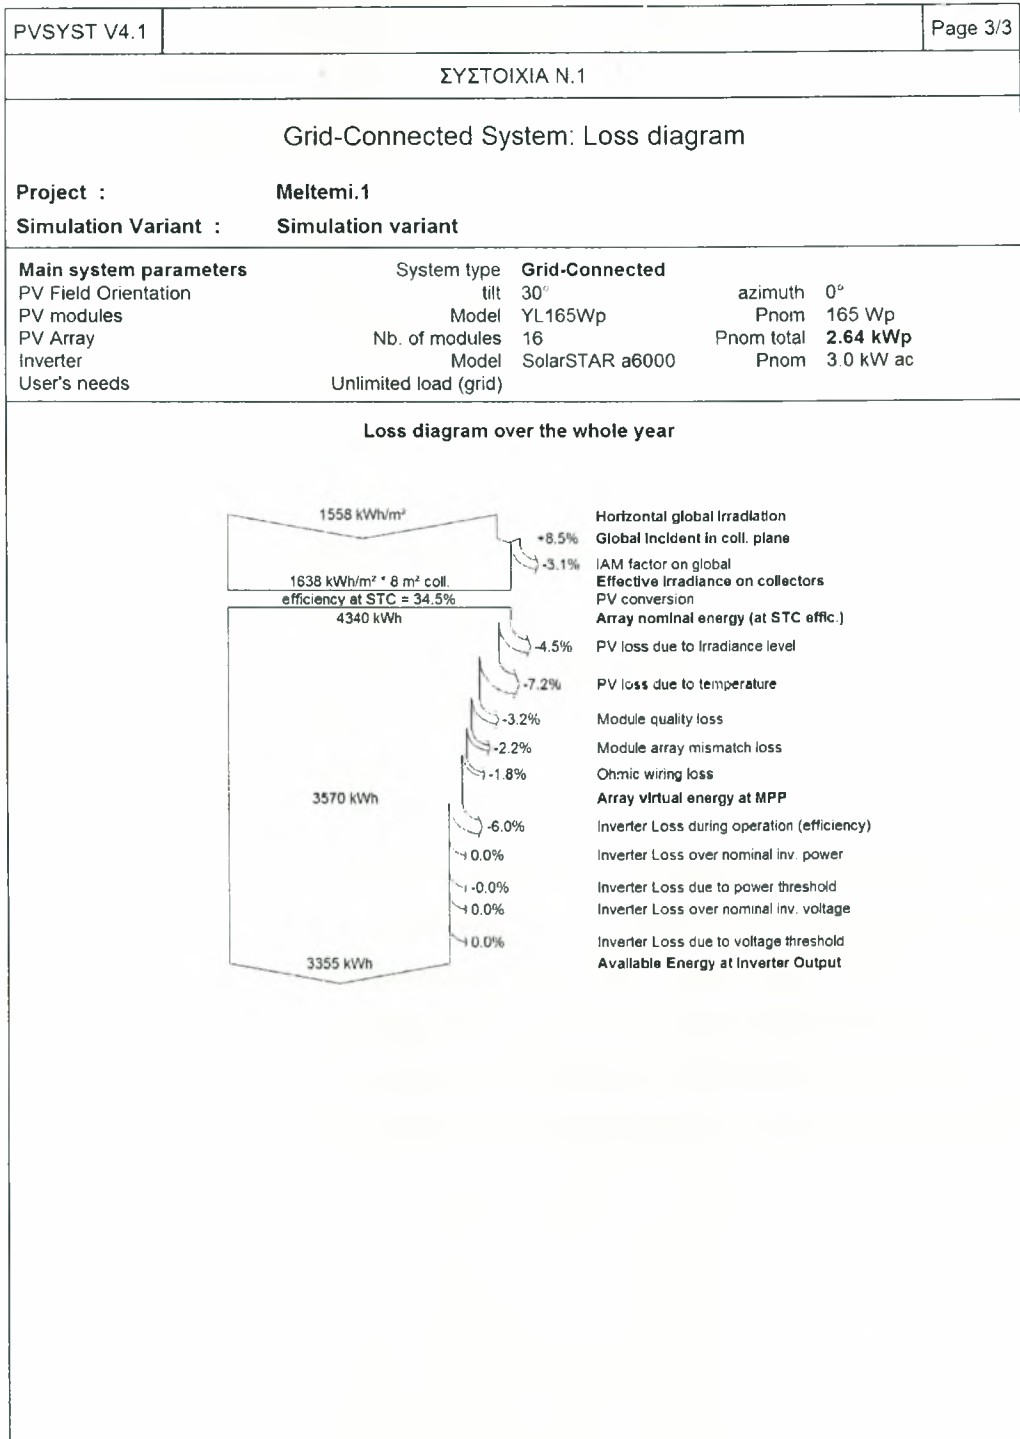 PVSYST V4.1
Page 3/3
ΣΥΣΤΟΙΧΙΑ Ν.1
Grid-Connected System: Loss diagram
Project : Meltemi.1
Simulation Variant : Simulation variant
Main system parameters System type Grid-Connected
PV Field Orientation tilt 30° azimuth 0°
PV modules Model YL165Wp Pnom 165 Wp
PV Array Nb. of modules 16 Pnom total 2.64 kWp
Inverter Model SolarSTAR a6000 Pnom 3.0 kW ac
User's needs Unlimited load (grid)
Loss diagram over the whole year
1558 kWh/m² Horizontal global irradiation
+8.5% Global incident in coll. plane
-3.1% IAM factor on global
1638 kWh/m² * 8 m² coll. Effective irradiance on collectors
efficiency at STC = 34.5% PV conversion
4340 kWh Array nominal energy (at STC effic.)
-4.5% PV loss due to irradiance level
-7.2% PV loss due to temperature
-3.2% Module quality loss
-2.2% Module array mismatch loss
-1.8% Ohmic wiring loss
3570 kWh Array virtual energy at MPP
-6.0% Inverter Loss during operation (efficiency)
0.0% Inverter Loss over nominal inv. power
-0.0% Inverter Loss due to power threshold
0.0% Inverter Loss over nominal inv. voltage
0.0% Inverter Loss due to voltage threshold
3355 kWh Available Energy at Inverter Output